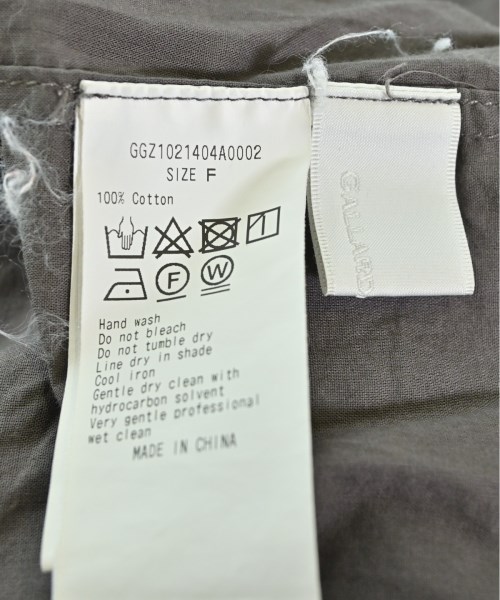 GGZ1021404A0002
SIZE F
100% Cotton
F
W
Hand wash
Do not bleach
Do not tumble dry
Line dry in shade
Cool iron
Gentle dry clean with
hydrocarbon solvent
Very gentle professional
wet clean
MADE IN CHINA